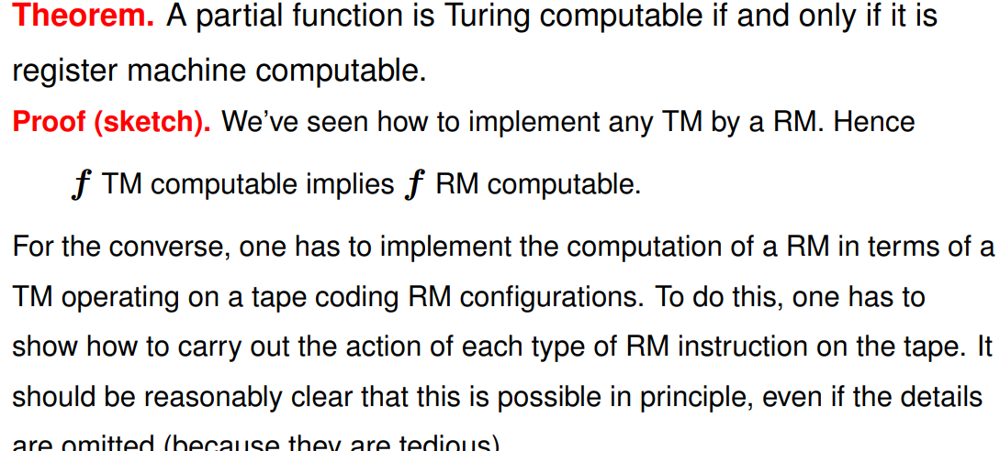 Theorem. A partial function is Turing computable if and only if it is
register machine computable.
Proof (sketch). We've seen how to implement any TM by a RM. Hence
f TM computable implies f RM computable.
For the converse, one has to implement the computation of a RM in terms of a
TM operating on a tape coding RM configurations. To do this, one has to
show how to carry out the action of each type of RM instruction on the tape. It
should be reasonably clear that this is possible in principle, even if the details
are omitted (because they are tedious)